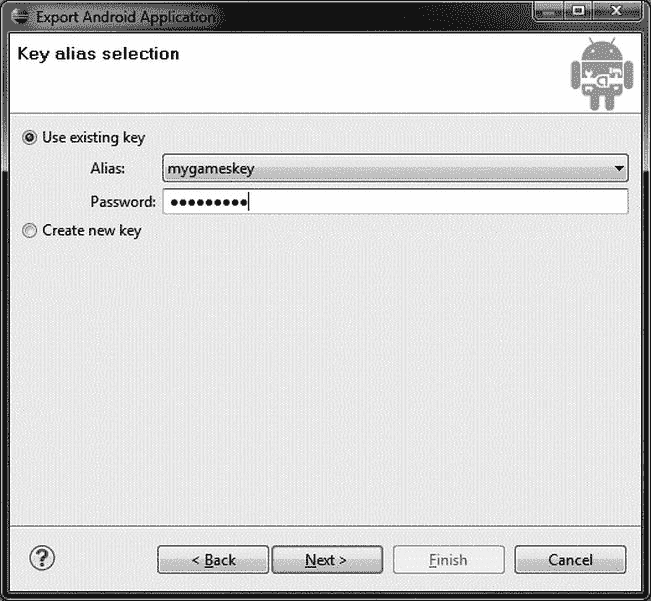 Export Android Application
Key alias selection
Use existing key
Alias: mygameskey
Password: ●●●●●●●●●
Create new key
? < Back Next > Finish Cancel